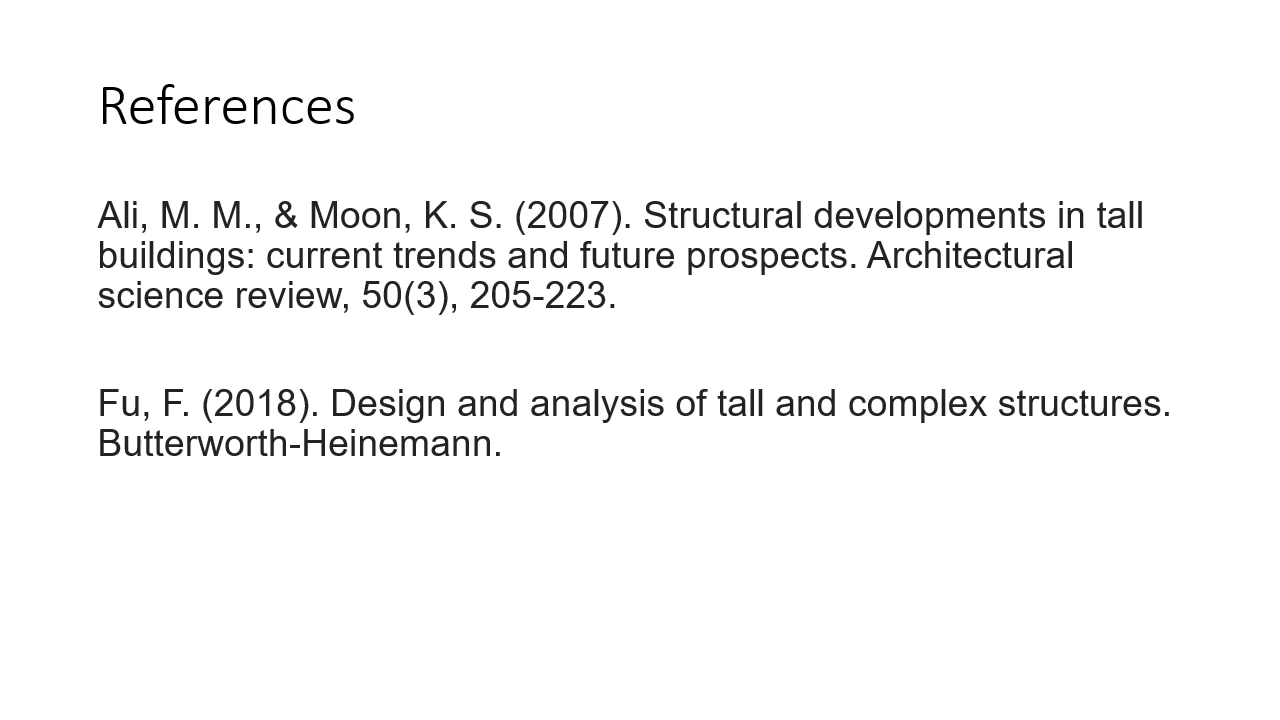 References
Ali, M. M., & Moon, K. S. (2007). Structural developments in tall
buildings: current trends and future prospects. Architectural
science review, 50(3), 205-223.
Fu, F. (2018). Design and analysis of tall and complex structures.
Butterworth-Heinemann.